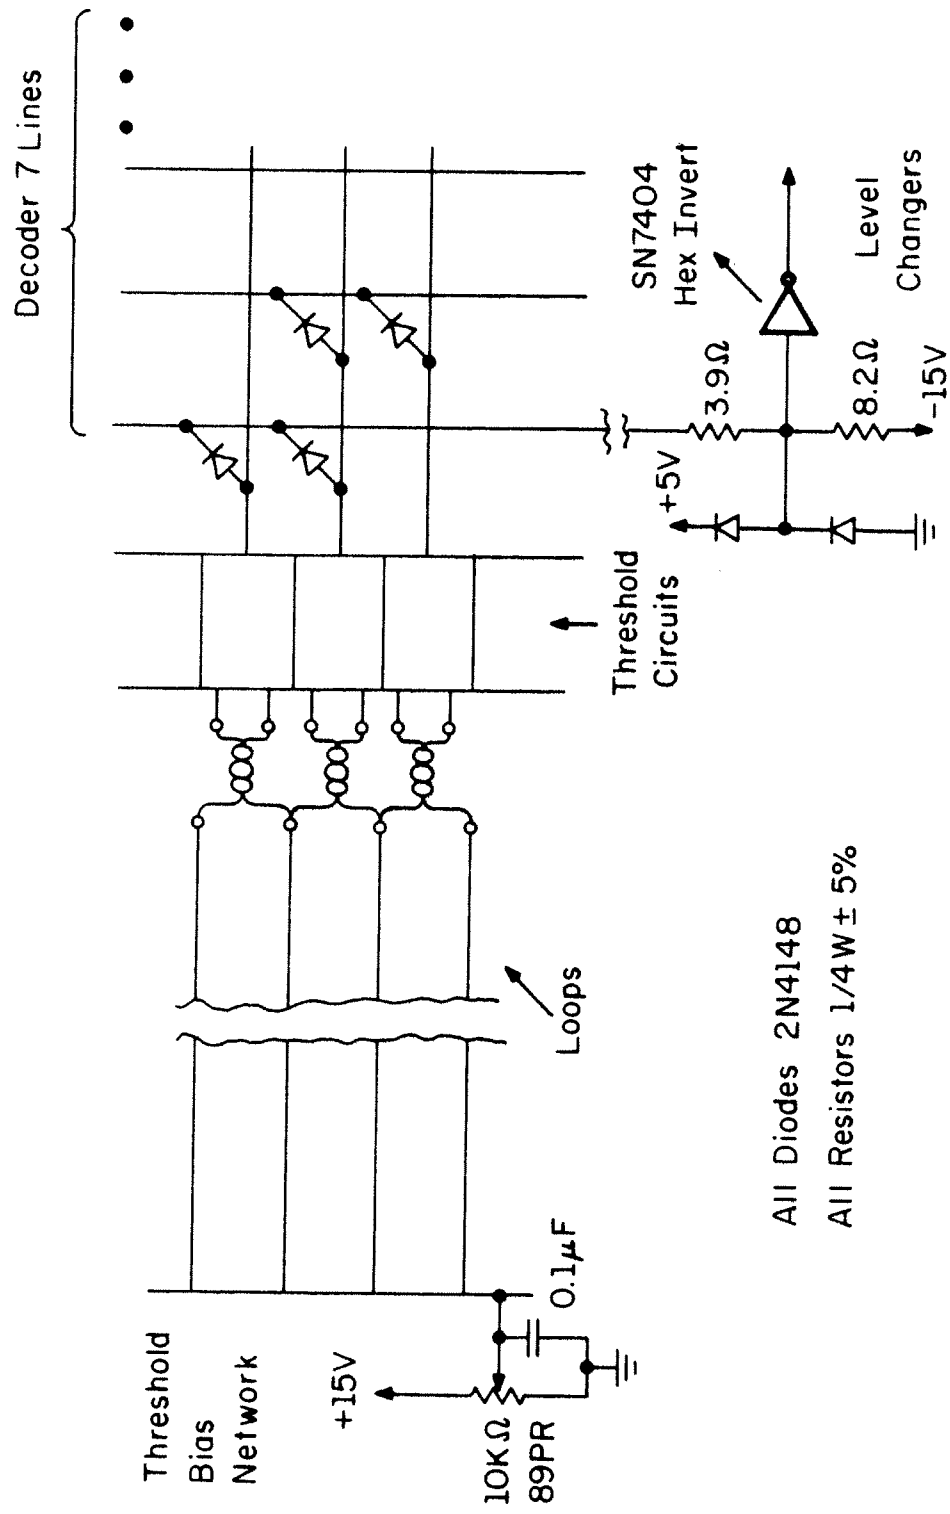 Decoder 7 Lines
SN7404
Hex Invert
Level
Changers
3.9Ω
8.2Ω
-15V
+5V
Threshold
Circuits
Loops
All Diodes 2N4148
All Resistors 1/4W ± 5%
Threshold
Bias
Network
+15V
0.1μF
10KΩ
89PR